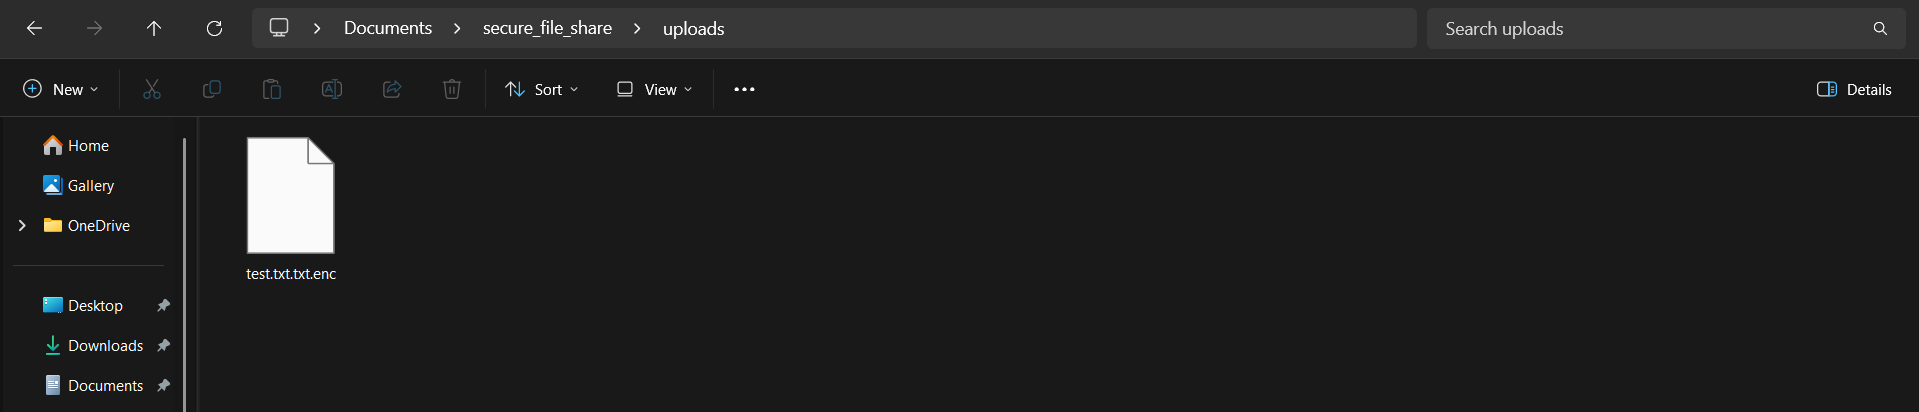 Documents > secure_file_share > uploads
Search uploads
New
Sort
View
Details
Home
Gallery
OneDrive
Desktop
Downloads
Documents
test.txt.txt.enc